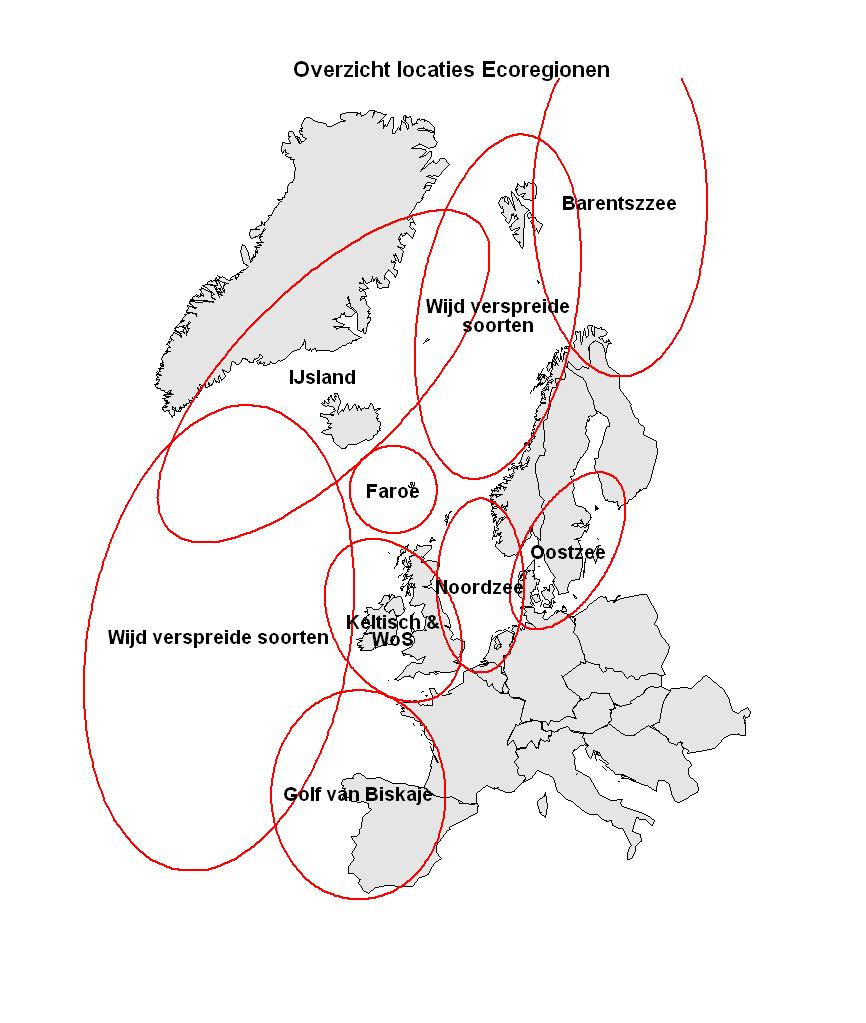 Overzicht locaties Ecoregionen
Barentszzee
Wijd verspreide
soorten
IJsland
Faroe
Oostzee
Noordzee
Keltisch &
WoS
Wijd verspreide soorten
Golf van Biskaje